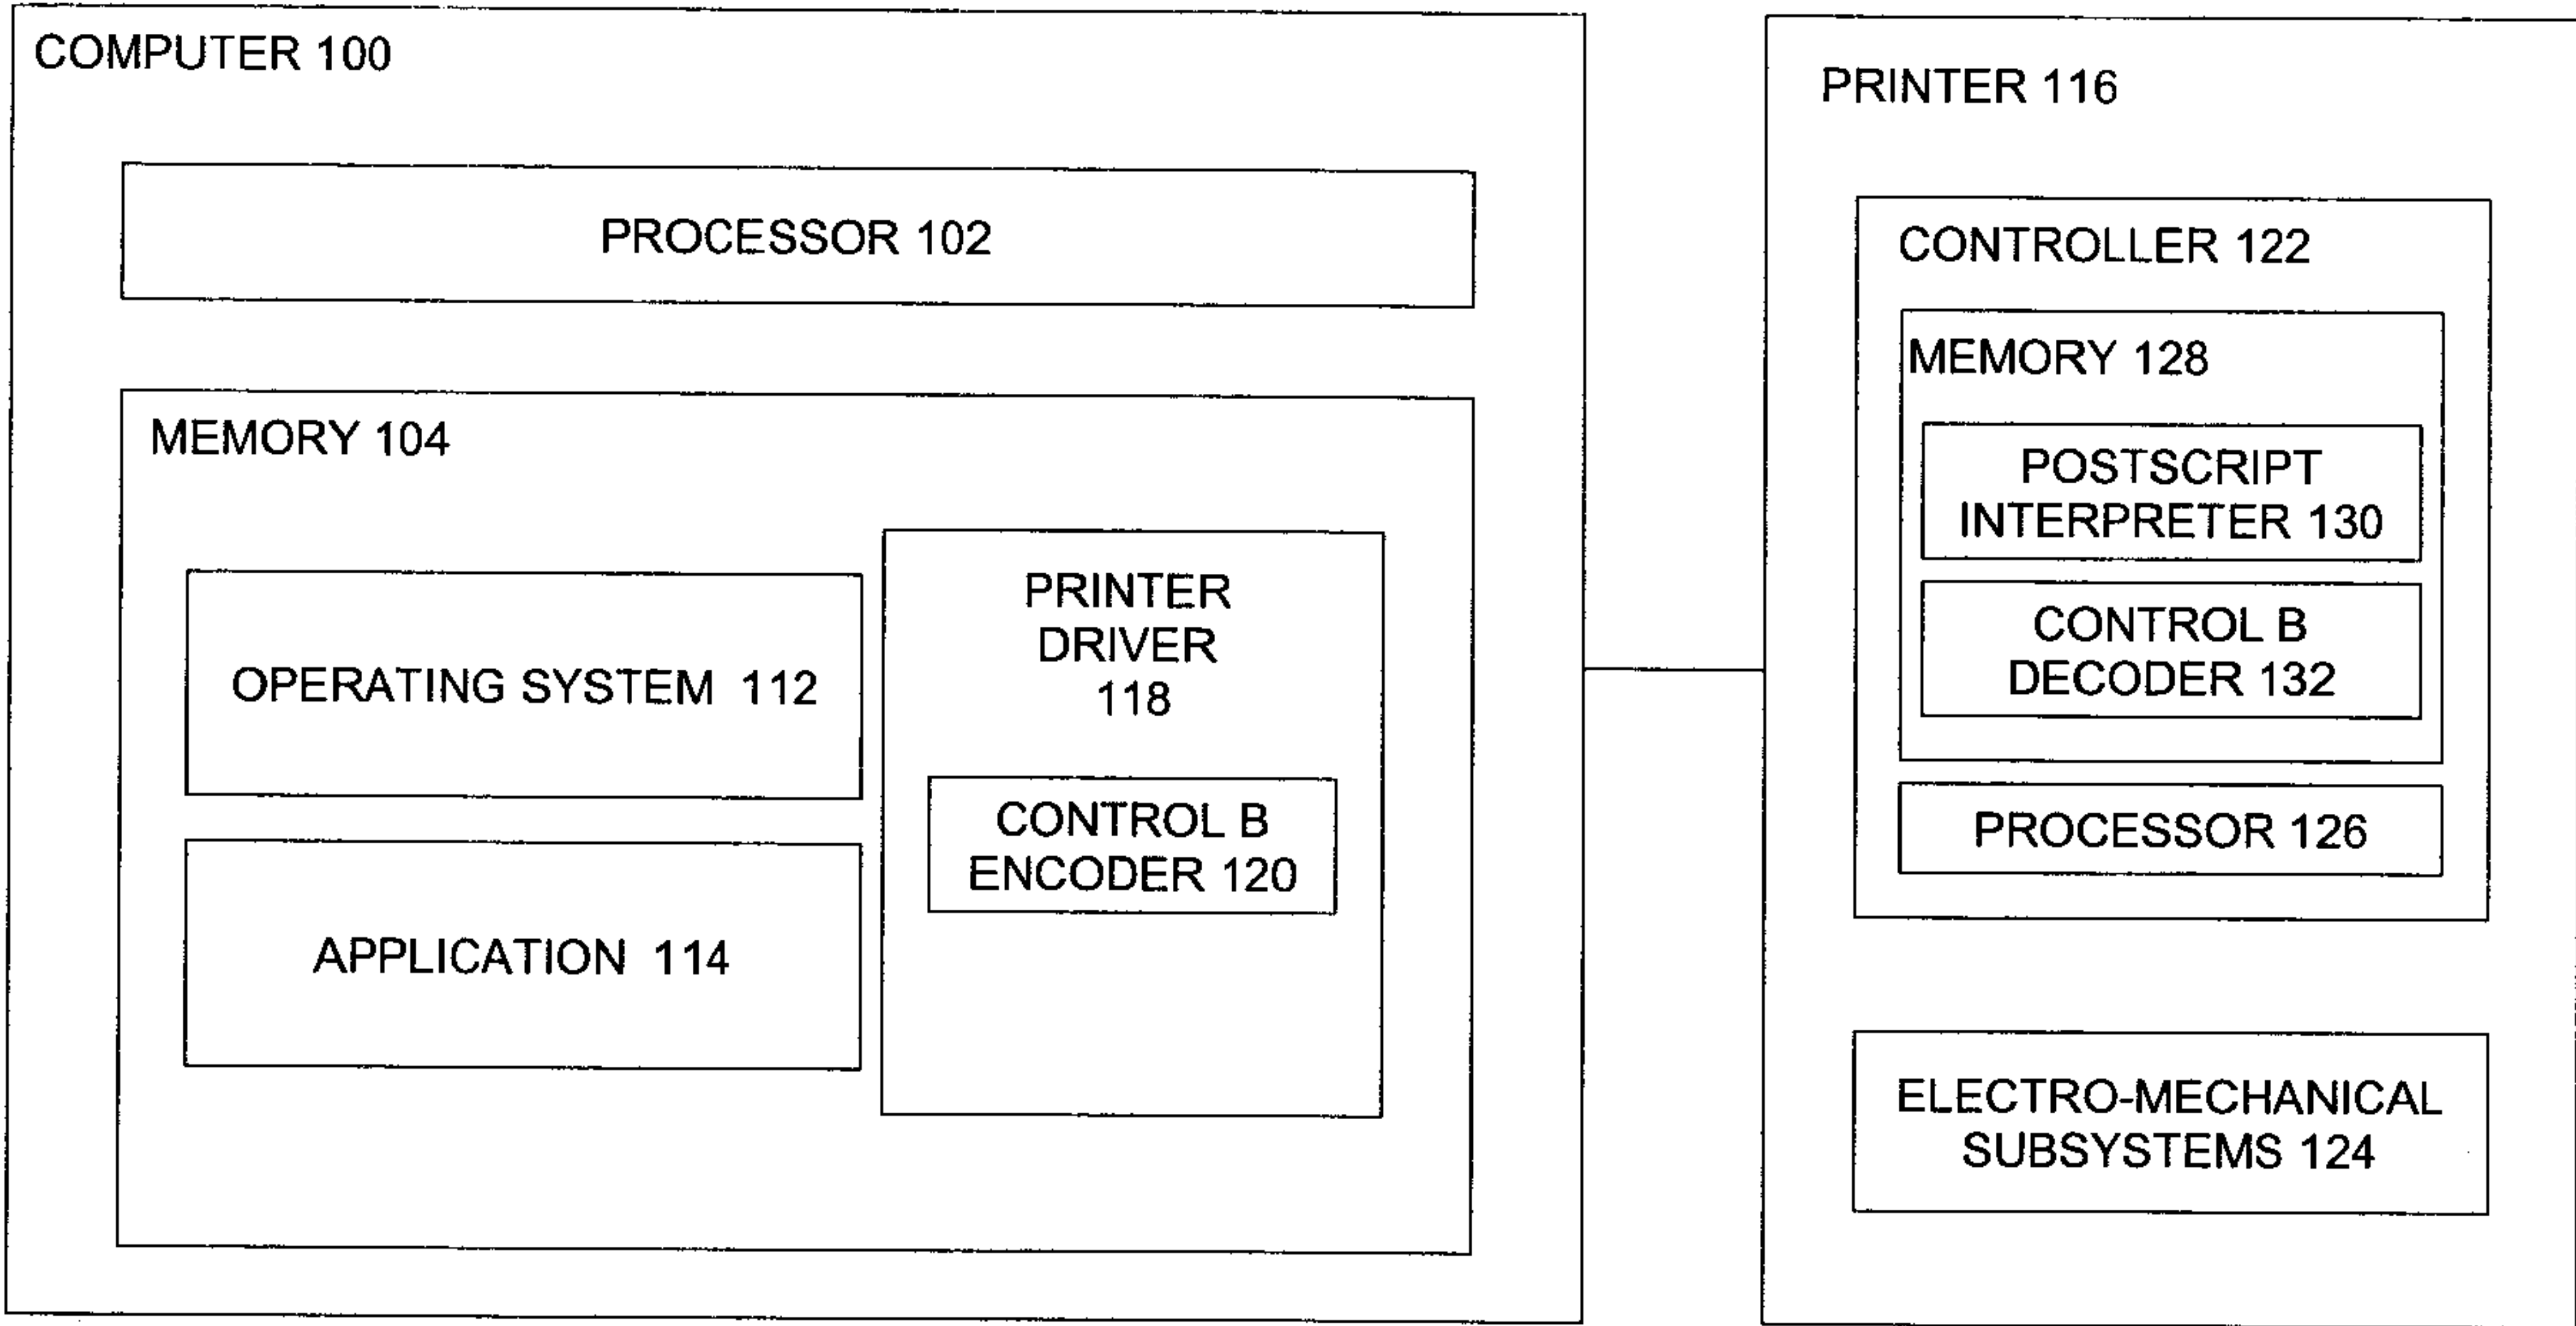 COMPUTER 100
PROCESSOR 102
MEMORY 104
OPERATING SYSTEM 112
APPLICATION 114
PRINTER
DRIVER
118
CONTROL B
ENCODER 120
PRINTER 116
CONTROLLER 122
MEMORY 128
POSTSCRIPT
INTERPRETER 130
CONTROL B
DECODER 132
PROCESSOR 126
ELECTRO-MECHANICAL
SUBSYSTEMS 124